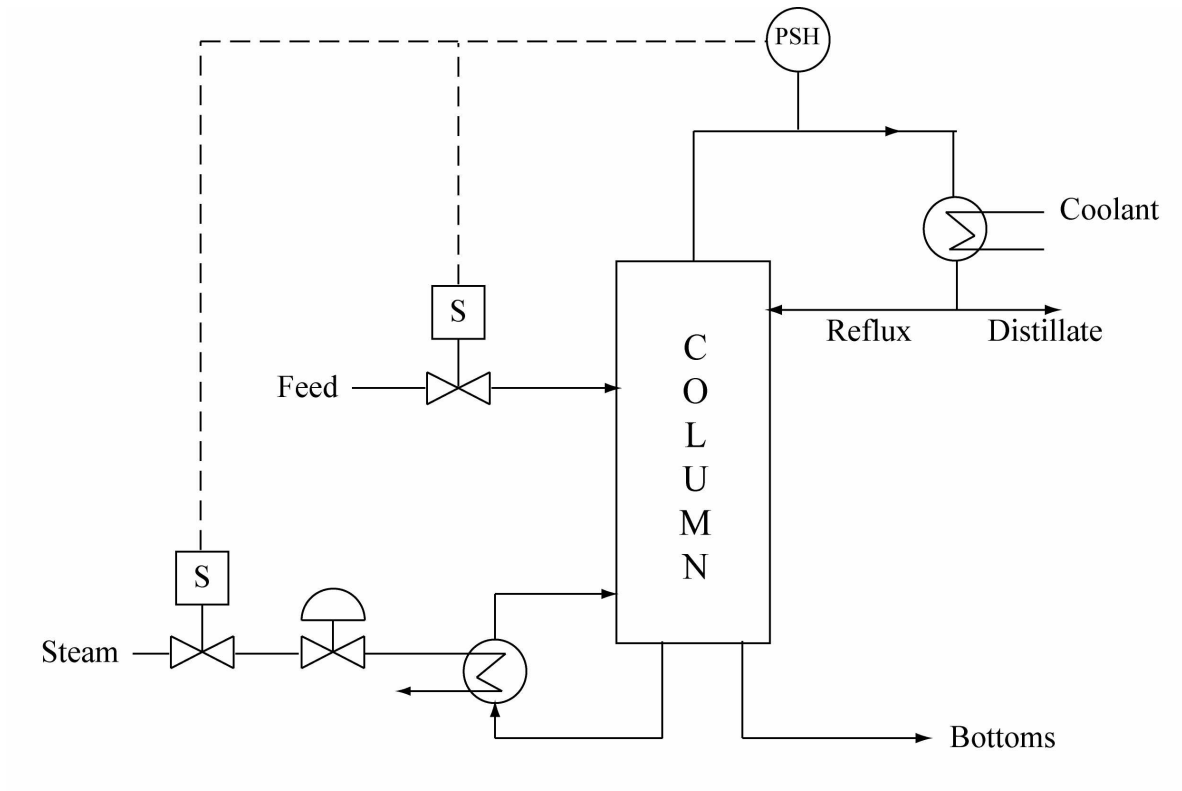 PSH
Coolant
S
Reflux
Distillate
Feed
C
O
L
U
M
N
S
Steam
Bottoms